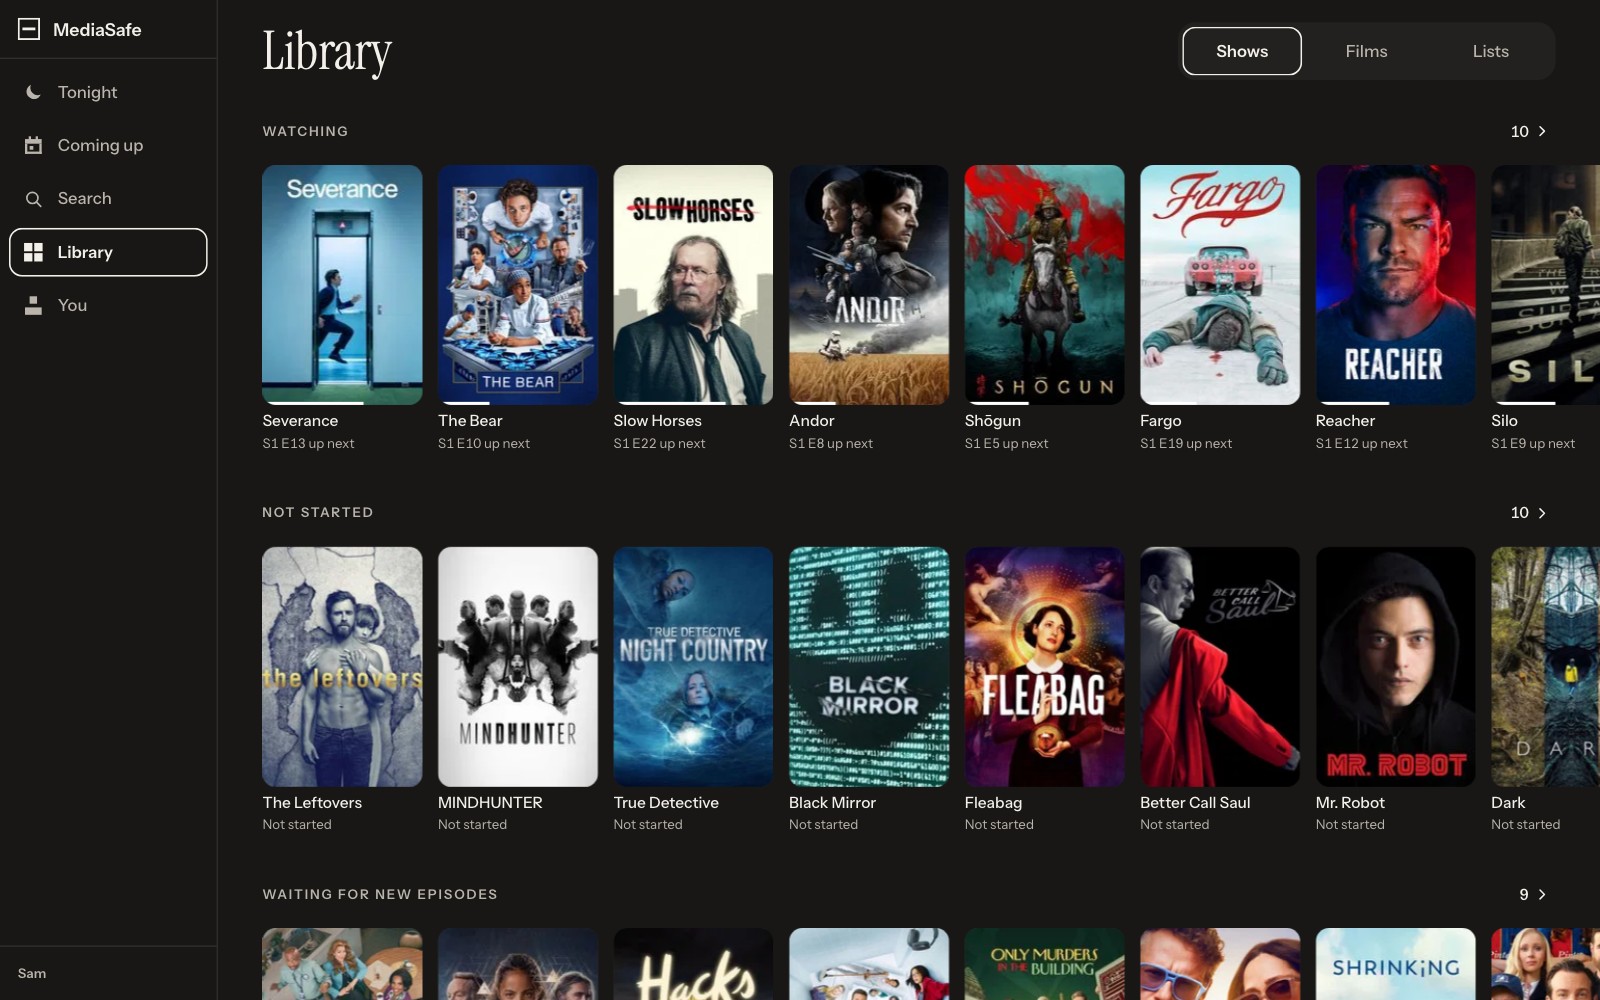 MediaSafe
Tonight
Coming up
Search
Library
You
Sam
Library
Shows
Films
Lists
WATCHING
10
Severance
THE BEAR
SLOW HORSES
ANDOR
SHŌGUN
Fargo
REACHER
SIL
Severance
S1 E13 up next
The Bear
S1 E10 up next
Slow Horses
S1 E22 up next
Andor
S1 E8 up next
Shōgun
S1 E5 up next
Fargo
S1 E19 up next
Reacher
S1 E12 up next
Silo
S1 E9 up next
NOT STARTED
10
the leftovers
MINDHUNTER
TRUE DETECTIVE
NIGHT COUNTRY
BLACK
MIRROR
FLEABAG
BETTER
CALL
Saul
MR. ROBOT
DAR
The Leftovers
Not started
MINDHUNTER
Not started
True Detective
Not started
Black Mirror
Not started
Fleabag
Not started
Better Call Saul
Not started
Mr. Robot
Not started
Dark
Not started
WAITING FOR NEW EPISODES
9
Hacks
ONLY MURDERS
IN THE BUILDING
SHRINKING